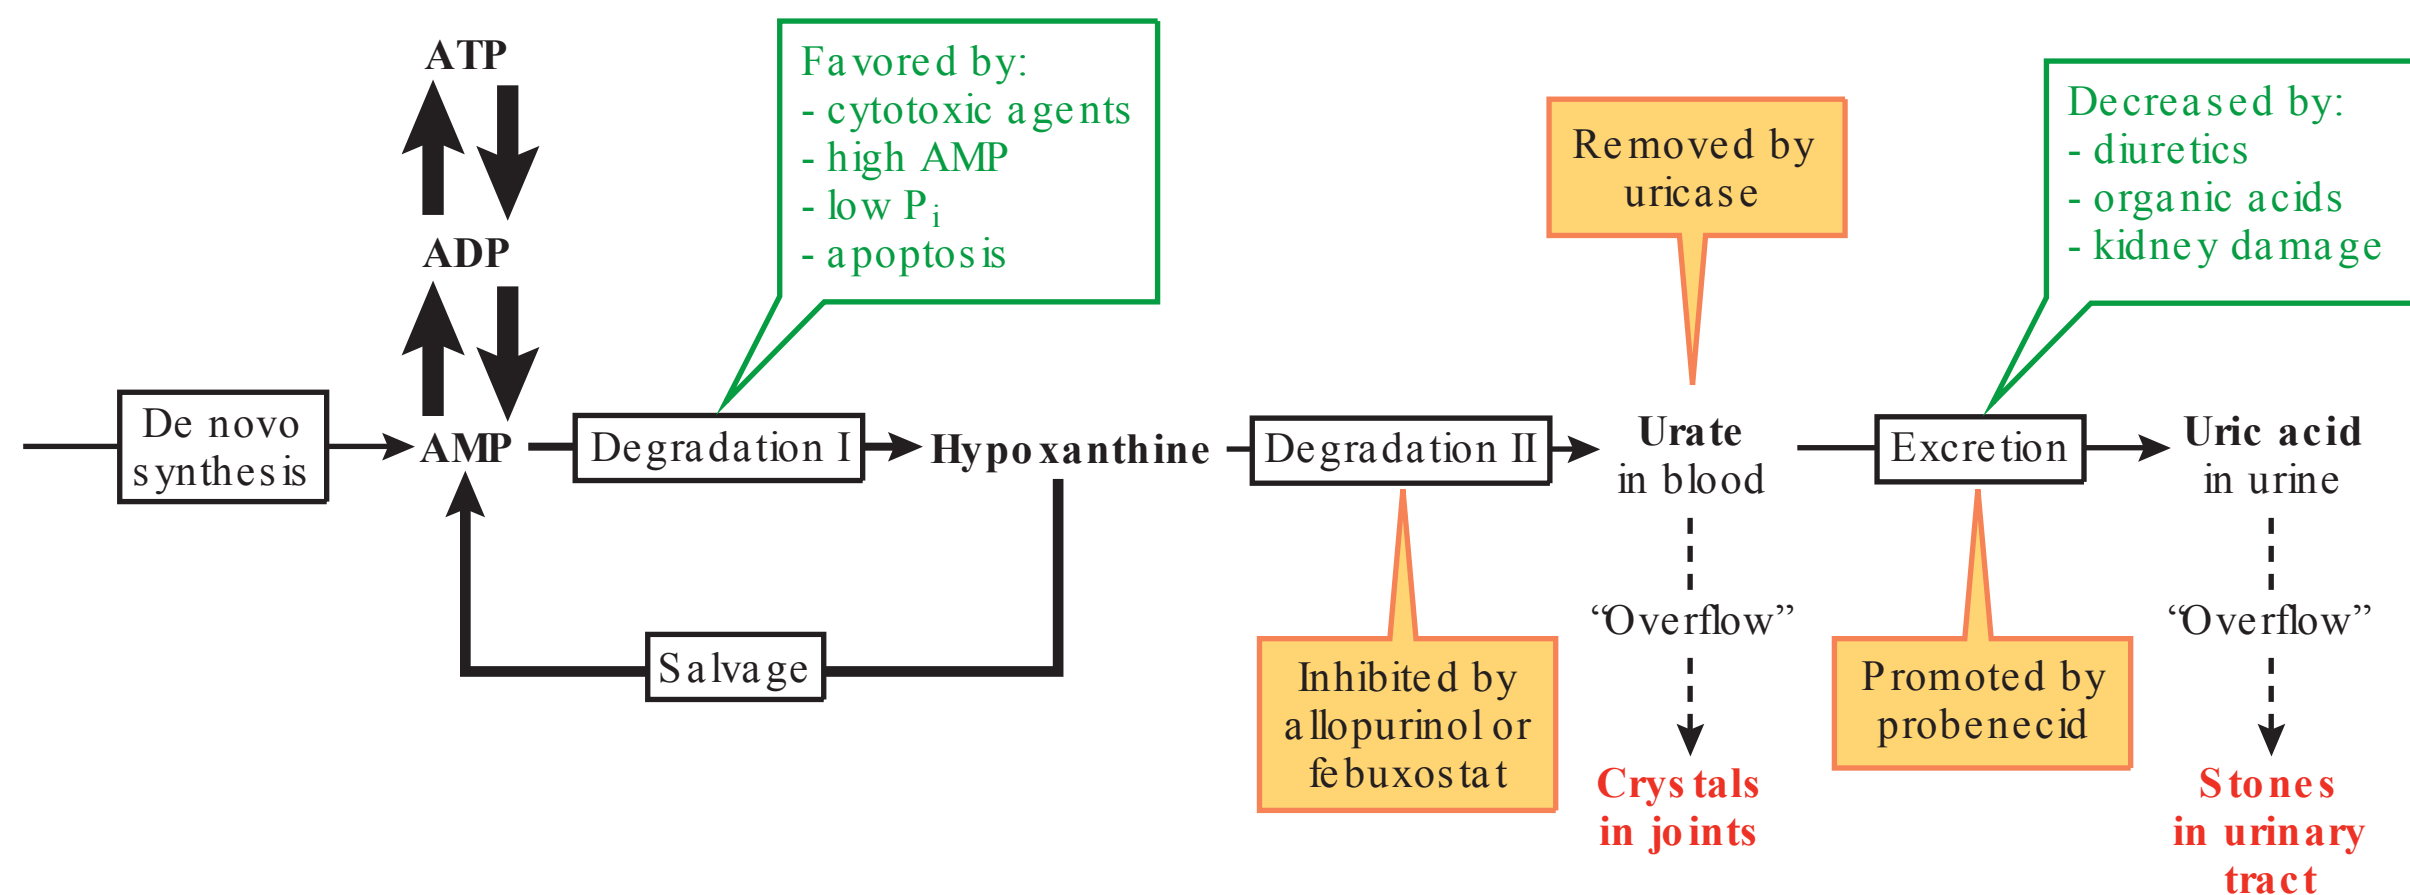 ATP
ADP
AMP
De novo
synthesis
Favored by:
- cytotoxic agents
- high AMP
- low Pi
- apoptosis
Degradation I
Hypoxanthine
Salvage
Degradation II
Inhibited by
allopurinol or
febuxostat
Removed by
uricase
Urate
in blood
“Overflow”
Crystals
in joints
Decreased by:
- diuretics
- organic acids
- kidney damage
Excretion
Promoted by
probenecid
Uric acid
in urine
“Overflow”
Stones
in urinary
tract